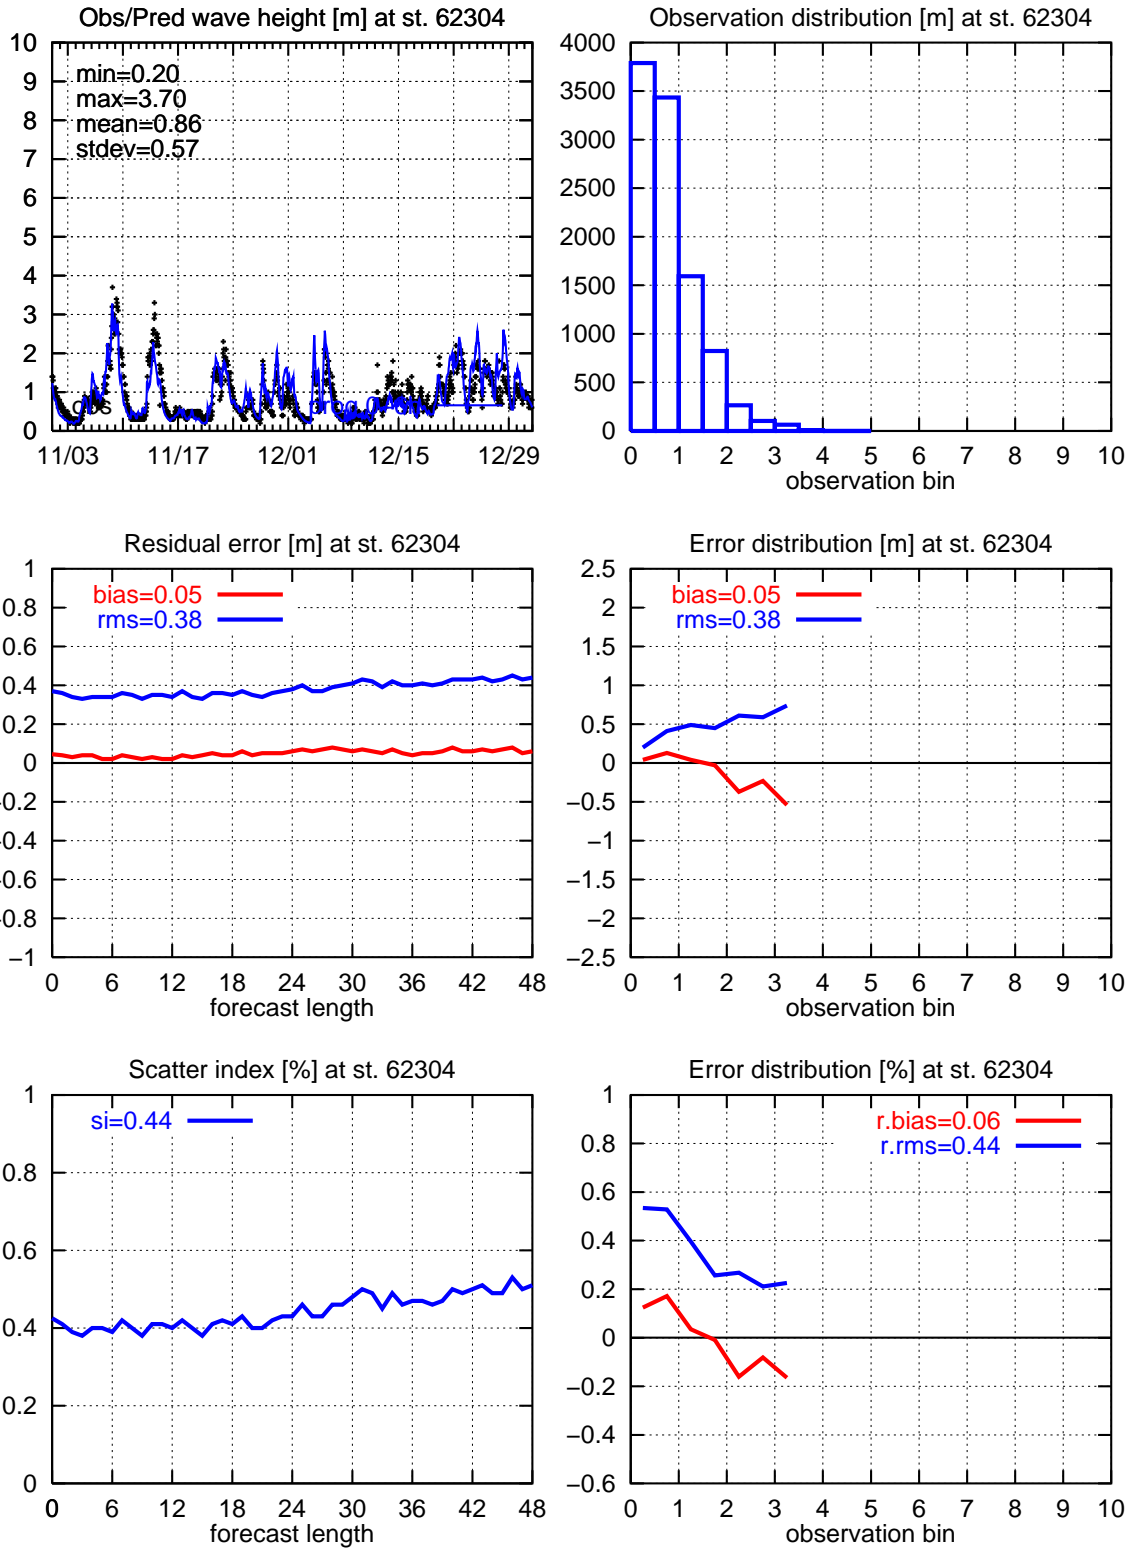 Obs/Pred wave height [m] at st. 62304
min=0.20
max=3.70
mean=0.86
stdev=0.57
10
9
8
7
6
5
4
3
2
1
0
11/03 11/17 12/01 12/15 12/29
Observation distribution [m] at st. 62304
4000
3500
3000
2500
2000
1500
1000
500
0
0 1 2 3 4 5 6 7 8 9 10
observation bin
Residual error [m] at st. 62304
bias=0.05
rms=0.38
1
0.8
0.6
0.4
0.2
0
0.2
0.4
0.6
0.8
−1
0 6 12 18 24 30 36 42 48
forecast length
Error distribution [m] at st. 62304
bias=0.05
rms=0.38
2.5
2
1.5
1
0.5
0
−0.5
−1
−1.5
−2
−2.5
0 1 2 3 4 5 6 7 8 9 10
observation bin
Scatter index [%] at st. 62304
si=0.44
1
0.8
0.6
0.4
0.2
0
0 6 12 18 24 30 36 42 48
forecast length
Error distribution [%] at st. 62304
r.bias=0.06
r.rms=0.44
1
0.8
0.6
0.4
0.2
0
−0.2
−0.4
−0.6
0 1 2 3 4 5 6 7 8 9 10
observation bin